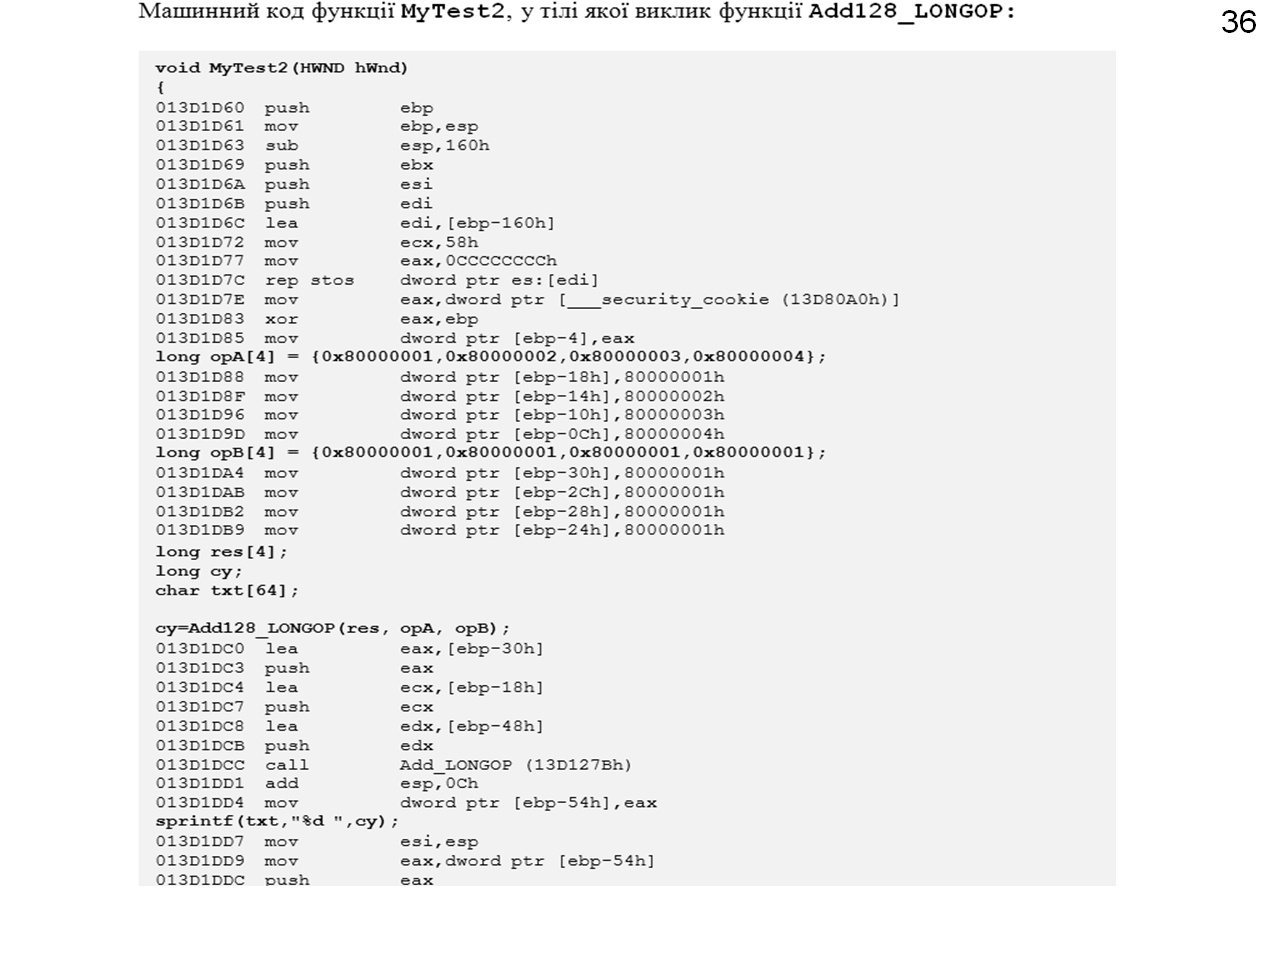 Машинний код функції MyTest2, у тілі якої виклик функції Add128_LONGOP:
36
void MyTest2(HWND hWnd)
{
013D1D60 push ebp
013D1D61 mov ebp,esp
013D1D63 sub esp,160h
013D1D69 push ebx
013D1D6A push esi
013D1D6B push edi
013D1D6C lea edi,[ebp-160h]
013D1D72 mov ecx,58h
013D1D77 mov eax,0CCCCCCCCh
013D1D7C rep stos dword ptr es:[edi]
013D1D7E mov eax,dword ptr [___security_cookie (13D80A0h)]
013D1D83 xor eax,ebp
013D1D85 mov dword ptr [ebp-4],eax
long opA[4] = {0x80000001,0x80000002,0x80000003,0x80000004};
013D1D88 mov dword ptr [ebp-18h],80000001h
013D1D8F mov dword ptr [ebp-14h],80000002h
013D1D96 mov dword ptr [ebp-10h],80000003h
013D1D9D mov dword ptr [ebp-0Ch],80000004h
long opB[4] = {0x80000001,0x80000001,0x80000001,0x80000001};
013D1DA4 mov dword ptr [ebp-30h],80000001h
013D1DAB mov dword ptr [ebp-2Ch],80000001h
013D1DB2 mov dword ptr [ebp-28h],80000001h
013D1DB9 mov dword ptr [ebp-24h],80000001h
long res[4];
long cy;
char txt[64];
cy=Add128_LONGOP(res, opA, opB);
013D1DC0 lea eax,[ebp-30h]
013D1DC3 push eax
013D1DC4 lea ecx,[ebp-18h]
013D1DC7 push ecx
013D1DC8 lea edx,[ebp-48h]
013D1DCB push edx
013D1DCC call Add_LONGOP (13D127Bh)
013D1DD1 add esp,0Ch
013D1DD4 mov dword ptr [ebp-54h],eax
sprintf(txt,"%d ",cy);
013D1DD7 mov esi,esp
013D1DD9 mov eax,dword ptr [ebp-54h]
013D1DDC push eax